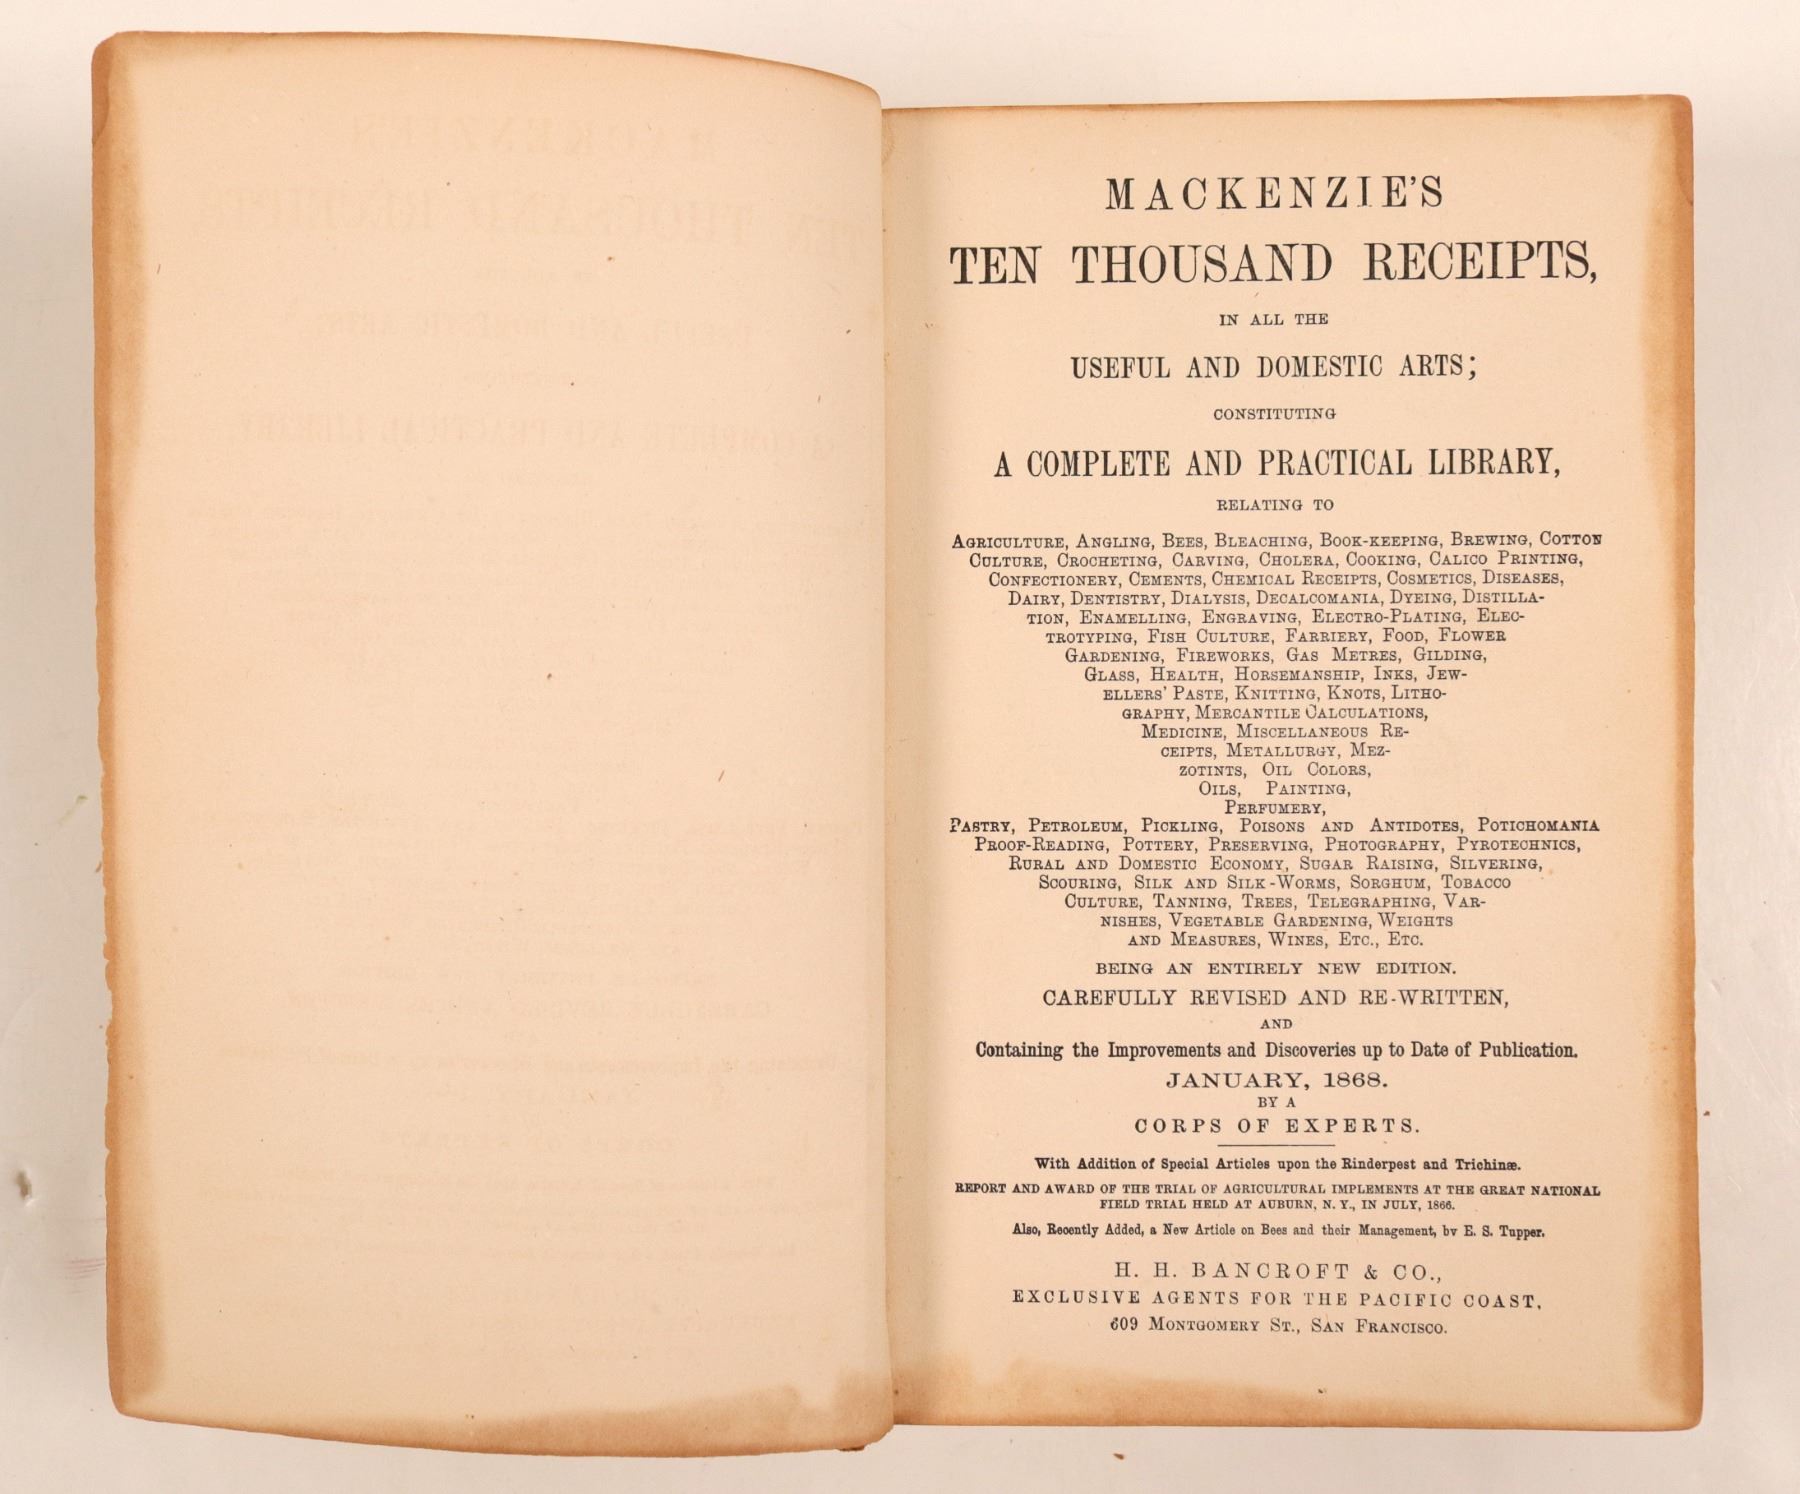 MACKENZIE'S
TEN THOUSAND RECEIPTS,
IN ALL THE
USEFUL AND DOMESTIC ARTS;
CONSTITUTING
A COMPLETE AND PRACTICAL LIBRARY,
RELATING TO
AGRICULTURE, ANGLING, BEES, BLEACHING, BOOK-KEEPING, BREWING, COTTON
CULTURE, CROCHETING, CARVING, CHOLERA, COOKING, CALICO PRINTING,
CONFECTIONERY, CEMENTS, CHEMICAL RECEIPTS, COSMETICS, DISEASES,
DAIRY, DENTISTRY, DIALYSIS, DECALCOMANIA, DYEING, DISTILLA-
TION, ENAMELLING, ENGRAVING, ELECTRO-PLATING, ELEC-
TROTYPING, FISH CULTURE, FARRIERY, FOOD, FLOWER
GARDENING, FIREWORKS, GAS METRES, GILDING,
GLASS, HEALTH, HORSEMANSHIP, INKS, JEW-
ELLERS' PASTE, KNITTING, KNOTS, LITHO-
GRAPHY, MERCANTILE CALCULATIONS,
MEDICINE, MISCELLANEOUS RE-
CEIPTS, METALLURGY, MEZ-
ZOTINTS, OIL COLORS,
OILS, PAINTING,
PERFUMERY,
PASTRY, PETROLEUM, PICKLING, POISONS AND ANTIDOTES, POTICHOMANIA
PROOF-READING, POTTERY, PRESERVING, PHOTOGRAPHY, PYROTECHNICS,
RURAL AND DOMESTIC ECONOMY, SUGAR RAISING, SILVERING,
SCOURING, SILK AND SILK-WORMS, SORGHUM, TOBACCO
CULTURE, TANNING, TREES, TELEGRAPHING, VAR-
NISHES, VEGETABLE GARDENING, WEIGHTS
AND MEASURES, WINES, ETC., ETC.
BEING AN ENTIRELY NEW EDITION.
CAREFULLY REVISED AND RE-WRITTEN,
AND
Containing the Improvements and Discoveries up to Date of Publication.
JANUARY, 1868.
BY A
CORPS OF EXPERTS.
With Addition of Special Articles upon the Rinderpest and Trichinæ.
REPORT AND AWARD OF THE TRIAL OF AGRICULTURAL IMPLEMENTS AT THE GREAT NATIONAL
FIELD TRIAL HELD AT AUBURN, N. Y., IN JULY, 1866.
Also, Recently Added, a New Article on Bees and their Management, by E. S. Tupper.
H. H. BANCROFT & CO.,
EXCLUSIVE AGENTS FOR THE PACIFIC COAST,
609 MONTGOMERY ST., SAN FRANCISCO.